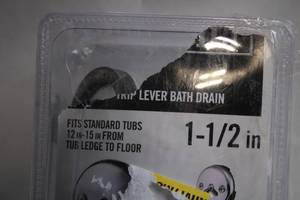 TRIP LEVER BATH DRAIN
FITS STANDARD TUBS
12 IN-15 IN FROM
TUB LEDGE TO FLOOR
1-1/2 in